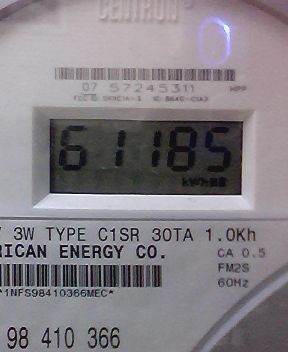 CENTRON
07 57245311
61185
kWh
3W TYPE C1SR 30TA 1.0Kh
RICAN ENERGY CO.
CA 0.5
FM2S
60Hz
*1NFS98410366MEC*
98 410 366